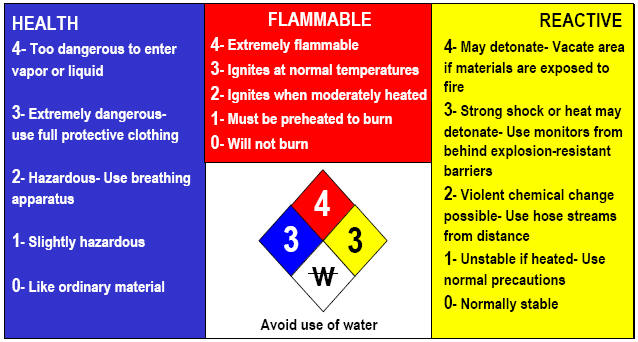 HEALTH
4- Too dangerous to enter
vapor or liquid
3- Extremely dangerous-
use full protective clothing
2- Hazardous- Use breathing
apparatus
1- Slightly hazardous
0- Like ordinary material
FLAMMABLE
4- Extremely flammable
3- Ignites at normal temperatures
2- Ignites when moderately heated
1- Must be preheated to burn
0- Will not burn
4
3
3
W
Avoid use of water
REACTIVE
4- May detonate- Vacate area
if materials are exposed to
fire
3- Strong shock or heat may
detonate- Use monitors from
behind explosion-resistant
barriers
2- Violent chemical change
possible- Use hose streams
from distance
1- Unstable if heated- Use
normal precautions
0- Normally stable